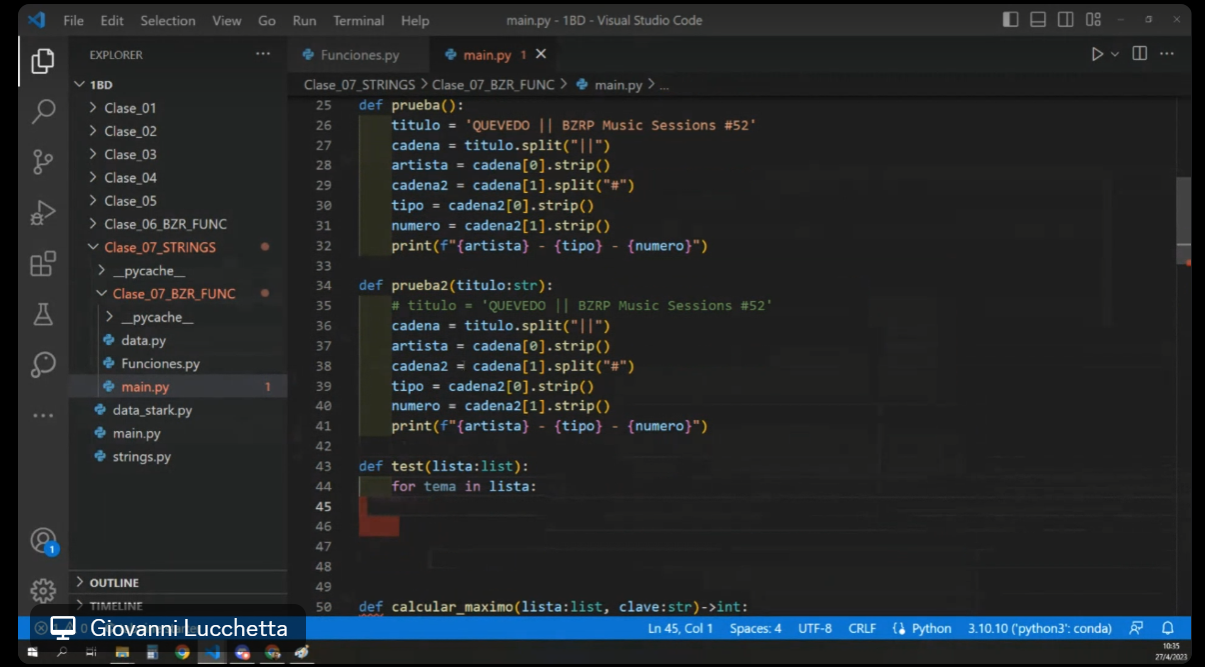 File Edit Selection View Go Run Terminal Help main.py - 1BD - Visual Studio Code
EXPLORER
1BD
Clase_01
Clase_02
Clase_03
Clase_04
Clase_05
Clase_06_BZR_FUNC
Clase_07_STRINGS
__pycache__
Clase_07_BZR_FUNC
__pycache__
data.py
Funciones.py
main.py 1
data_stark.py
main.py
strings.py
OUTLINE
TIMELINE
1
Funciones.py main.py 1
Clase_07_STRINGS > Clase_07_BZR_FUNC > main.py > ...
25 def prueba():
26 titulo = 'QUEVEDO || BZRP Music Sessions #52'
27 cadena = titulo.split("||")
28 artista = cadena[0].strip()
29 cadena2 = cadena[1].split("#")
30 tipo = cadena2[0].strip()
31 numero = cadena2[1].strip()
32 print(f"{artista} - {tipo} - {numero}")
33
34 def prueba2(titulo:str):
35 # titulo = 'QUEVEDO || BZRP Music Sessions #52'
36 cadena = titulo.split("||")
37 artista = cadena[0].strip()
38 cadena2 = cadena[1].split("#")
39 tipo = cadena2[0].strip()
40 numero = cadena2[1].strip()
41 print(f"{artista} - {tipo} - {numero}")
42
43 def test(lista:list):
44 for tema in lista:
45
46
47
48
49
50 def calcular_maximo(lista:list, clave:str)->int:
Giovanni Lucchetta
Ln 45, Col 1 Spaces: 4 UTF-8 CRLF Python 3.10.10 ('python3': conda)
10:35
27/4/2023